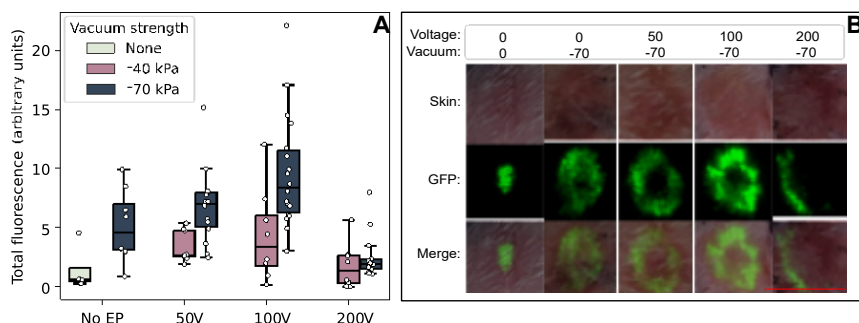 A
Vacuum strength
None
-40 kPa
-70 kPa
Total fluorescence (arbitrary units)
20
15
10
5
0
No EP 50V 100V 200V
B
Voltage: 0 0 50 100 200
Vacuum: 0 -70 -70 -70 -70
Skin:
GFP:
Merge: